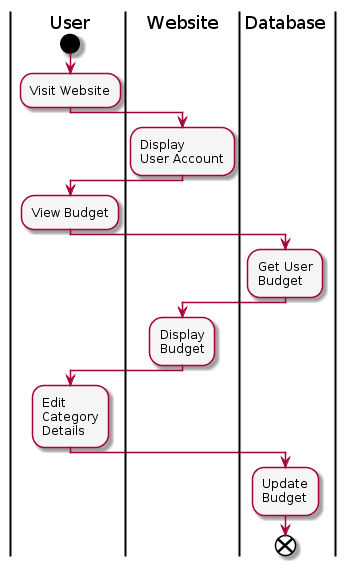 User Website Database
Visit Website
Display
User Account
View Budget
Get User
Budget
Display
Budget
Edit
Category
Details
Update
Budget